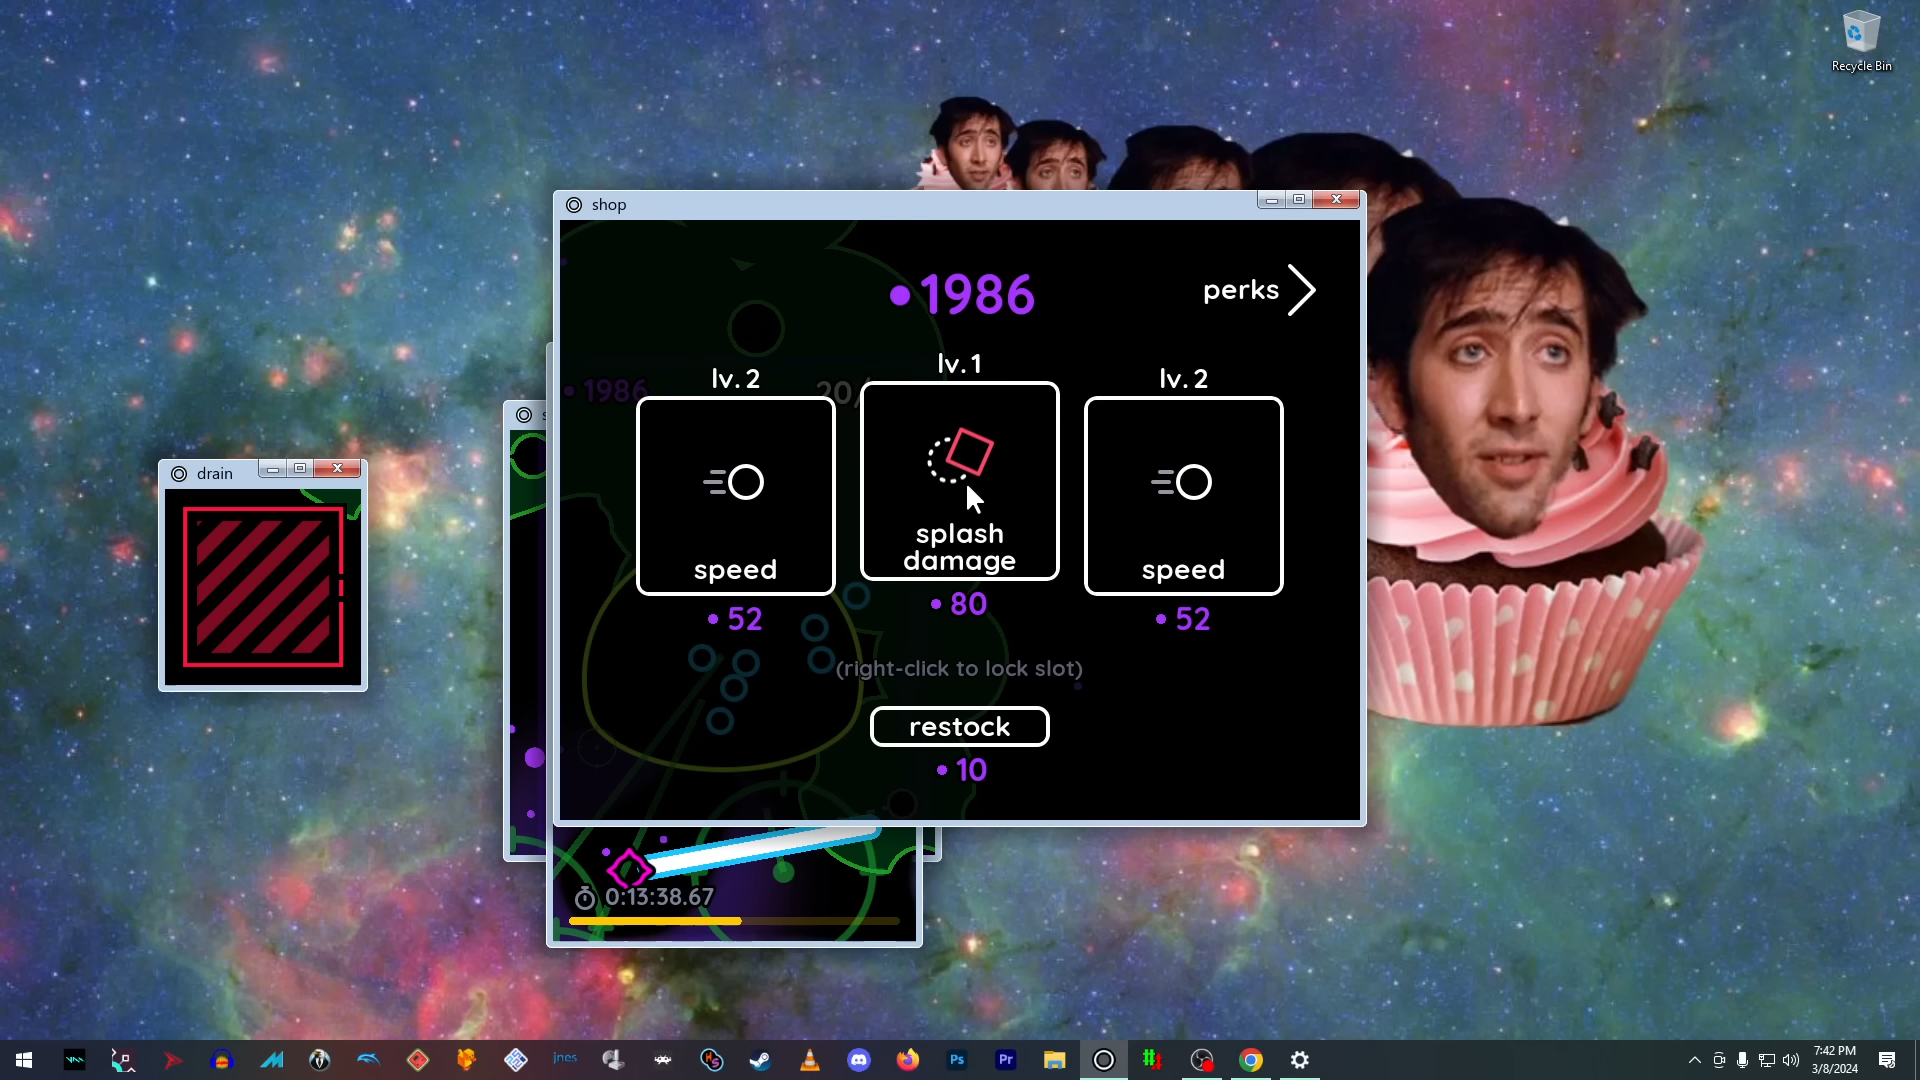 Recycle Bin
shop
1986
perks
lv. 2
lv. 1
lv. 2
1986
20/
speed
splash
damage
speed
52
80
52
(right-click to lock slot)
restock
10
drain
s
0:13:38.67
jnes
Ps
Pr
7:42 PM
3/8/2024